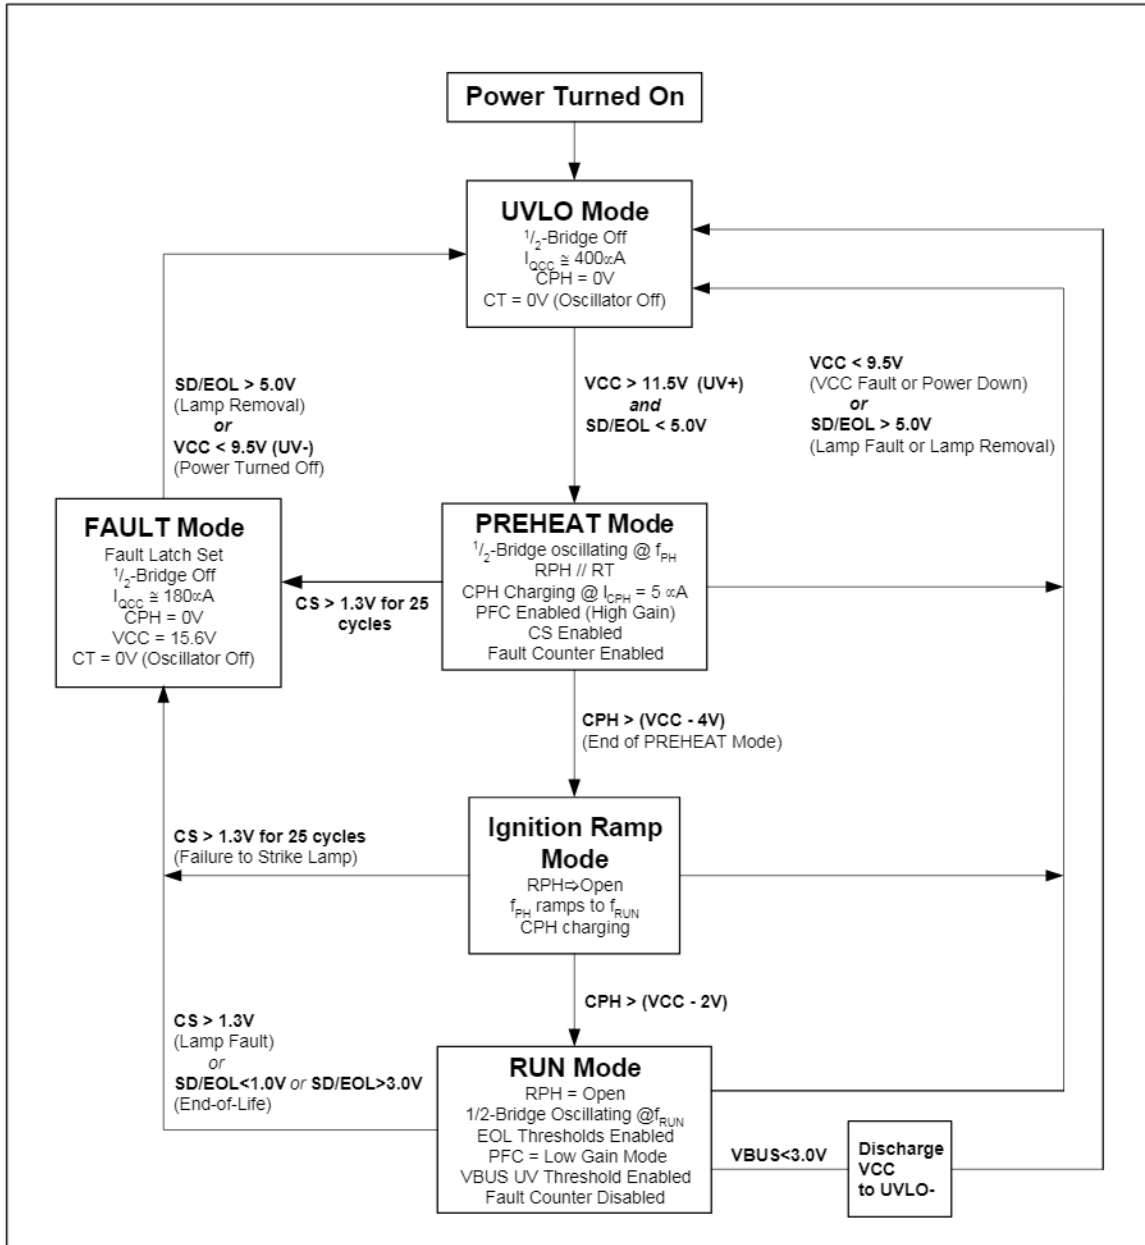 Power Turned On
UVLO Mode
1/2-Bridge Off
IQCC ≅ 400∝A
CPH = 0V
CT = 0V (Oscillator Off)
SD/EOL > 5.0V
(Lamp Removal)
or
VCC < 9.5V (UV-)
(Power Turned Off)
VCC > 11.5V (UV+)
and
SD/EOL < 5.0V
VCC < 9.5V
(VCC Fault or Power Down)
or
SD/EOL > 5.0V
(Lamp Fault or Lamp Removal)
FAULT Mode
Fault Latch Set
1/2-Bridge Off
IQCC ≅ 180∝A
CPH = 0V
VCC = 15.6V
CT = 0V (Oscillator Off)
CS > 1.3V for 25
cycles
PREHEAT Mode
1/2-Bridge oscillating @ fPH
RPH // RT
CPH Charging @ ICPH = 5 ∝A
PFC Enabled (High Gain)
CS Enabled
Fault Counter Enabled
CPH > (VCC - 4V)
(End of PREHEAT Mode)
CS > 1.3V for 25 cycles
(Failure to Strike Lamp)
Ignition Ramp
Mode
RPH⇨Open
fPH ramps to fRUN
CPH charging
CPH > (VCC - 2V)
CS > 1.3V
(Lamp Fault)
or
SD/EOL<1.0V or SD/EOL>3.0V
(End-of-Life)
RUN Mode
RPH = Open
1/2-Bridge Oscillating @fRUN
EOL Thresholds Enabled
PFC = Low Gain Mode
VBUS UV Threshold Enabled
Fault Counter Disabled
VBUS<3.0V
Discharge
VCC
to UVLO-